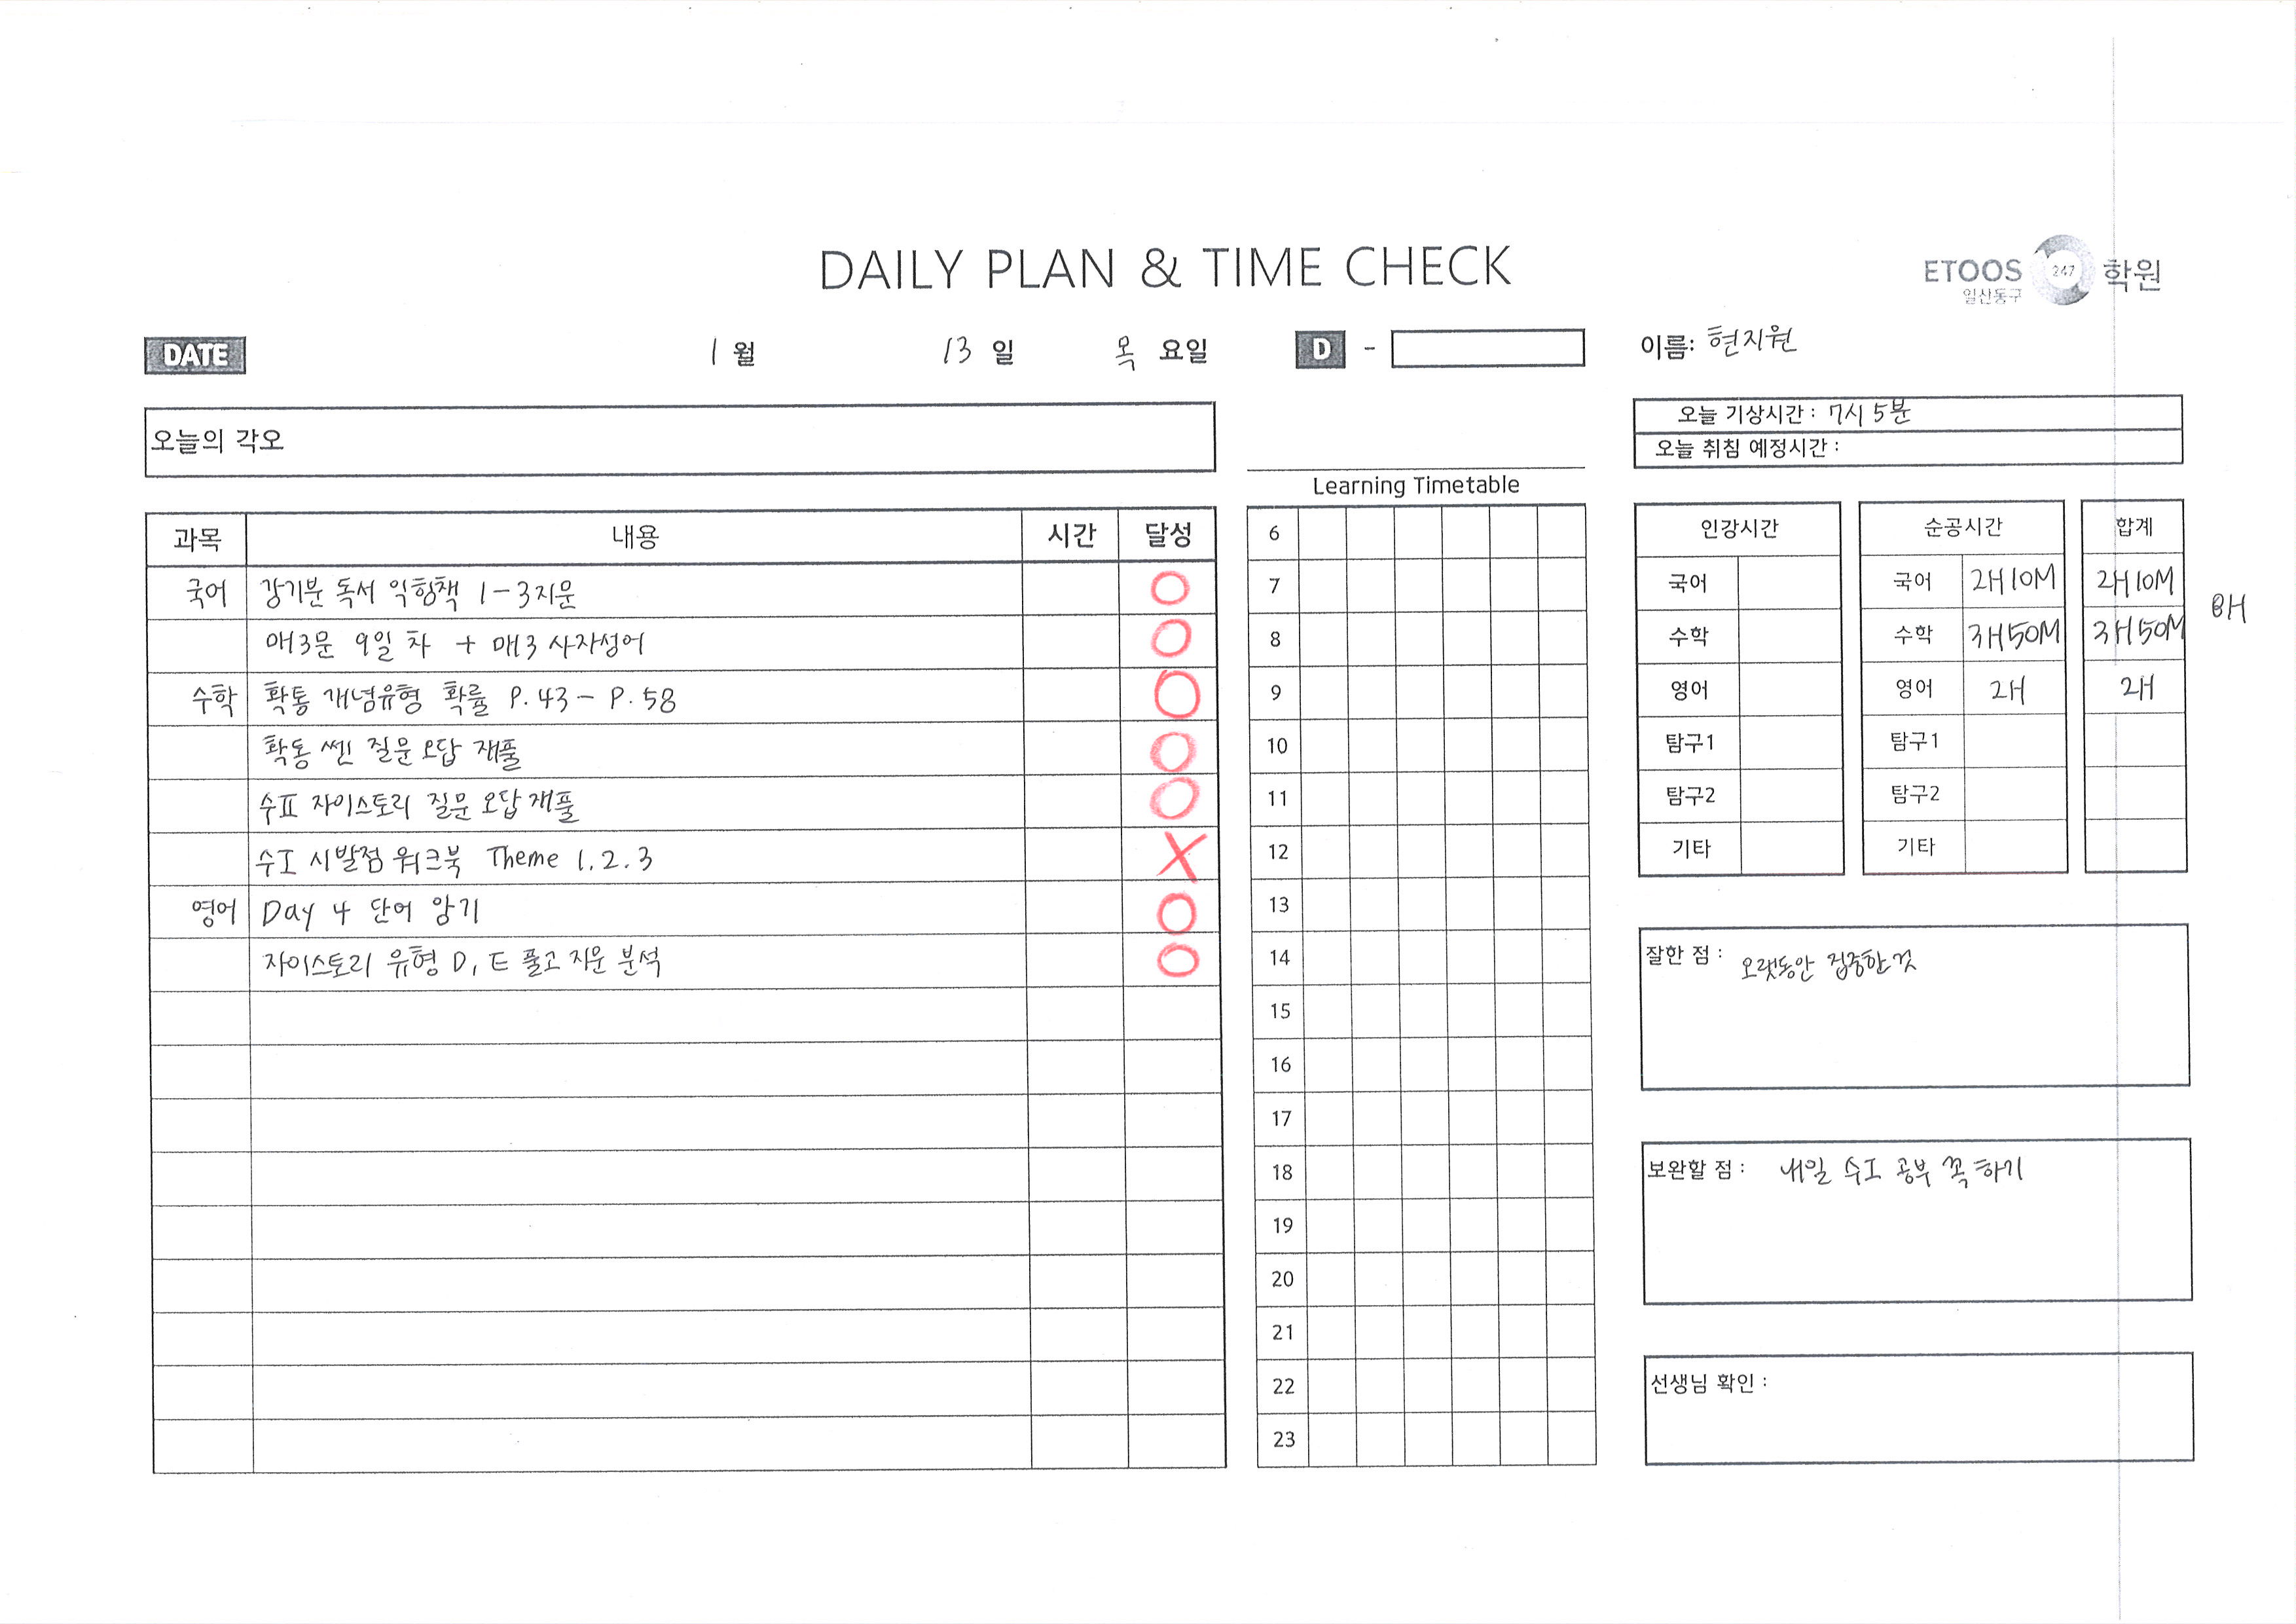 DAILY PLAN & TIME CHECK
ETOOS 247 학원
일산동구
DATE 1 월 13 일 목 요일 D -
이름: 현지원
오늘의 각오
오늘 기상시간 : 7시 5분
오늘 취침 예정시간 :
과목 내용 시간 달성
국어 강기분 독서 익힘책 1-3지문 O
매3문 9일 차 + 매3 사자성어 O
수학 확통 개념유형 확률 P.43 - P.58 O
확통 쎈 질문 오답 재풀 O
수II 자이스토리 질문 오답 재풀 O
수I 시발점 워크북 Theme 1.2.3 X
영어 Day 4 단어 암기 O
자이스토리 유형 D, E 풀고 지문 분석 O
Learning Timetable
6
7
8
9
10
11
12
13
14
15
16
17
18
19
20
21
22
23
인강시간 순공시간 합계
국어 국어 2H10M 2H10M
8H
수학 수학 3H50M 3H50M
영어 영어 2H 2H
탐구1 탐구1
탐구2 탐구2
기타 기타
잘한 점 : 오랫동안 집중한 것
보완할 점 : 내일 수I 공부 꼭 하기
선생님 확인 :